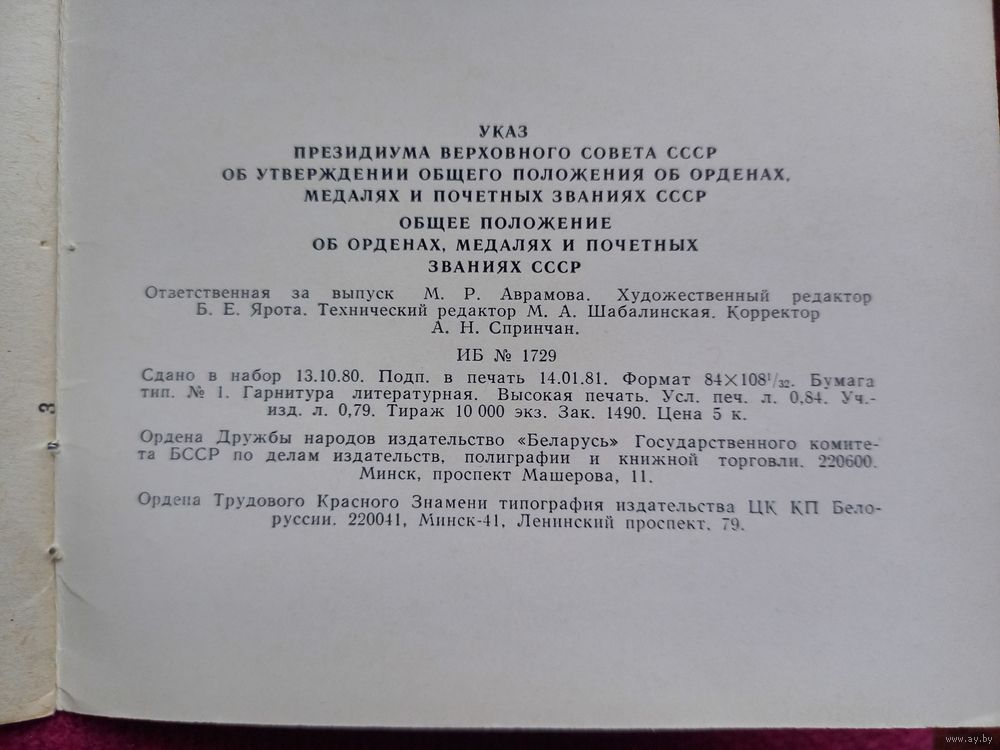 УКАЗ
ПРЕЗИДИУМА ВЕРХОВНОГО СОВЕТА СССР
ОБ УТВЕРЖДЕНИИ ОБЩЕГО ПОЛОЖЕНИЯ ОБ ОРДЕНАХ,
МЕДАЛЯХ И ПОЧЕТНЫХ ЗВАНИЯХ СССР
ОБЩЕЕ ПОЛОЖЕНИЕ
ОБ ОРДЕНАХ, МЕДАЛЯХ И ПОЧЕТНЫХ
ЗВАНИЯХ СССР
Ответственная за выпуск М. Р. Аврамова. Художественный редактор
Б. Е. Ярота. Технический редактор М. А. Шабалинская. Корректор
А. Н. Спринчан.
ИБ № 1729
Сдано в набор 13.10.80. Подп. в печать 14.01.81. Формат 84×108¹/₃₂. Бумага
тип. № 1. Гарнитура литературная. Высокая печать. Усл. печ. л. 0,84. Уч.-
изд. л. 0,79. Тираж 10 000 экз. Зак. 1490. Цена 5 к.
Ордена Дружбы народов издательство «Беларусь» Государственного комите-
та БССР по делам издательств, полиграфии и книжной торговли. 220600.
Минск, проспект Машерова, 11.
Ордена Трудового Красного Знамени типография издательства ЦК КП Бело-
руссии. 220041, Минск-41, Ленинский проспект, 79.
www.ay.by